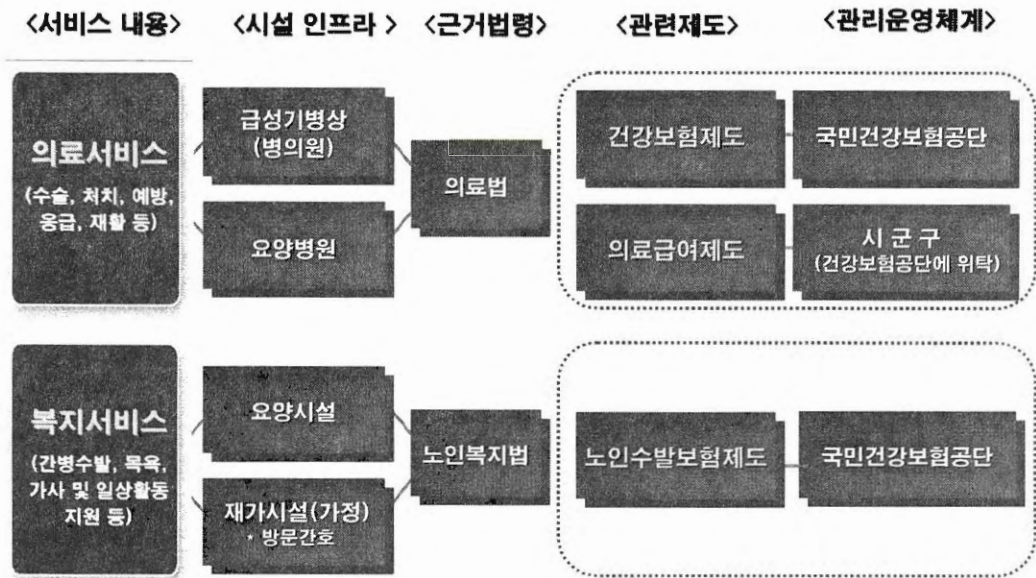 <서비스 내용> <시설 인프라 > <근거법령> <관련제도> <관리운영체계>
의료서비스
(수술, 처치, 예방,
응급, 재활 등)
급성기병상
(병의원)
요양병원
의료법
건강보험제도
국민건강보험공단
의료급여제도
시 군 구
(건강보험공단에 위탁)
복지서비스
(간병수발, 목욕,
가사 및 일상활동
지원 등)
요양시설
재가시설(가정)
* 방문간호
노인복지법
노인수발보험제도
국민건강보험공단